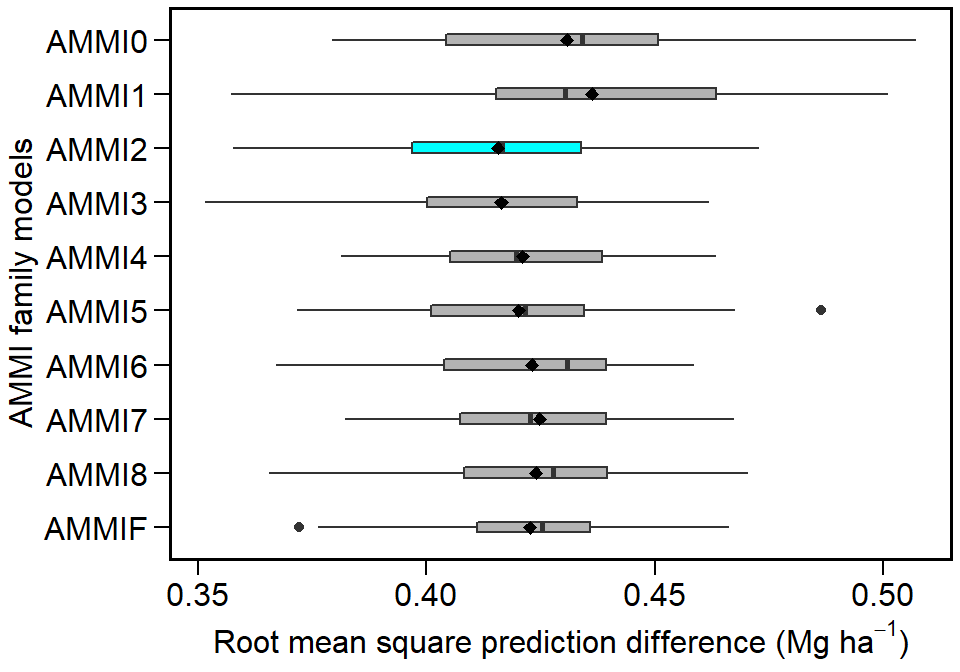 AMMI family models
AMMI0
AMMI1
AMMI2
AMMI3
AMMI4
AMMI5
AMMI6
AMMI7
AMMI8
AMMIF
0.35 0.40 0.45 0.50
Root mean square prediction difference (Mg ha⁻¹)